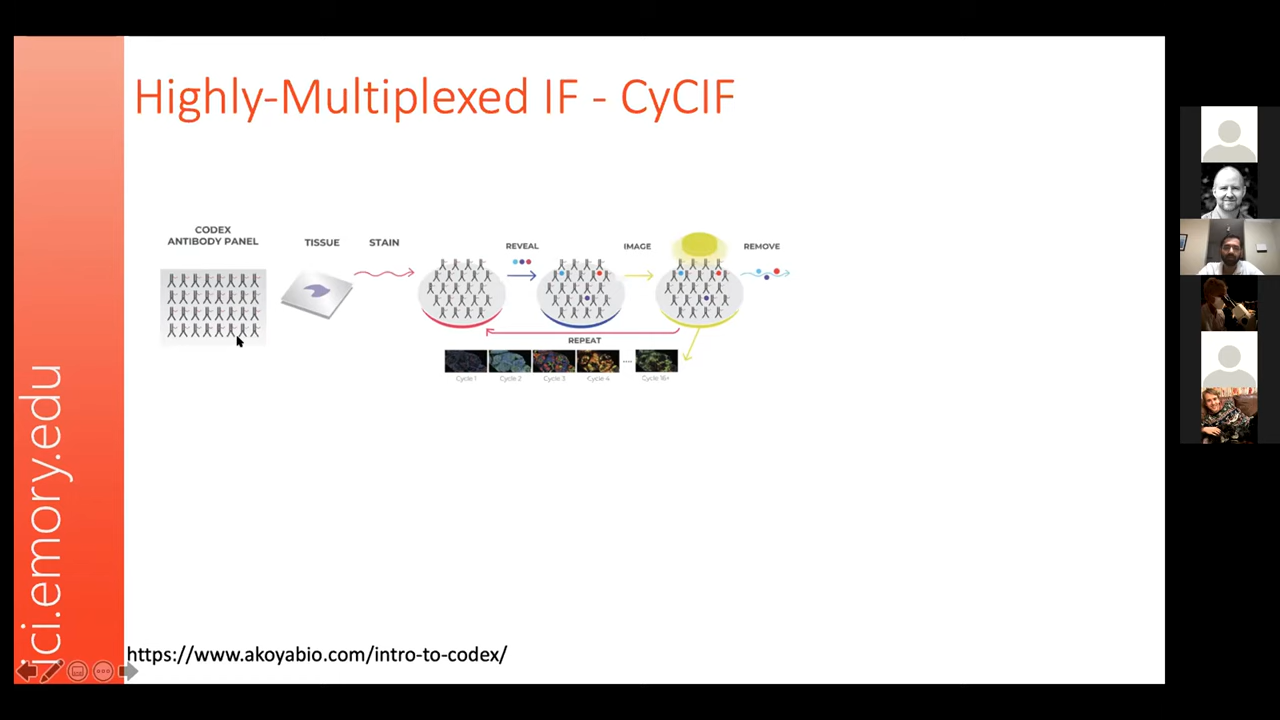 Highly-Multiplexed IF - CyCIF
CODEX
ANTIBODY PANEL
TISSUE
STAIN
REVEAL
IMAGE
REMOVE
REPEAT
Cycle 1
Cycle 2
Cycle 3
Cycle 4
Cycle 16+
ici.emory.edu
https://www.akoyabio.com/intro-to-codex/